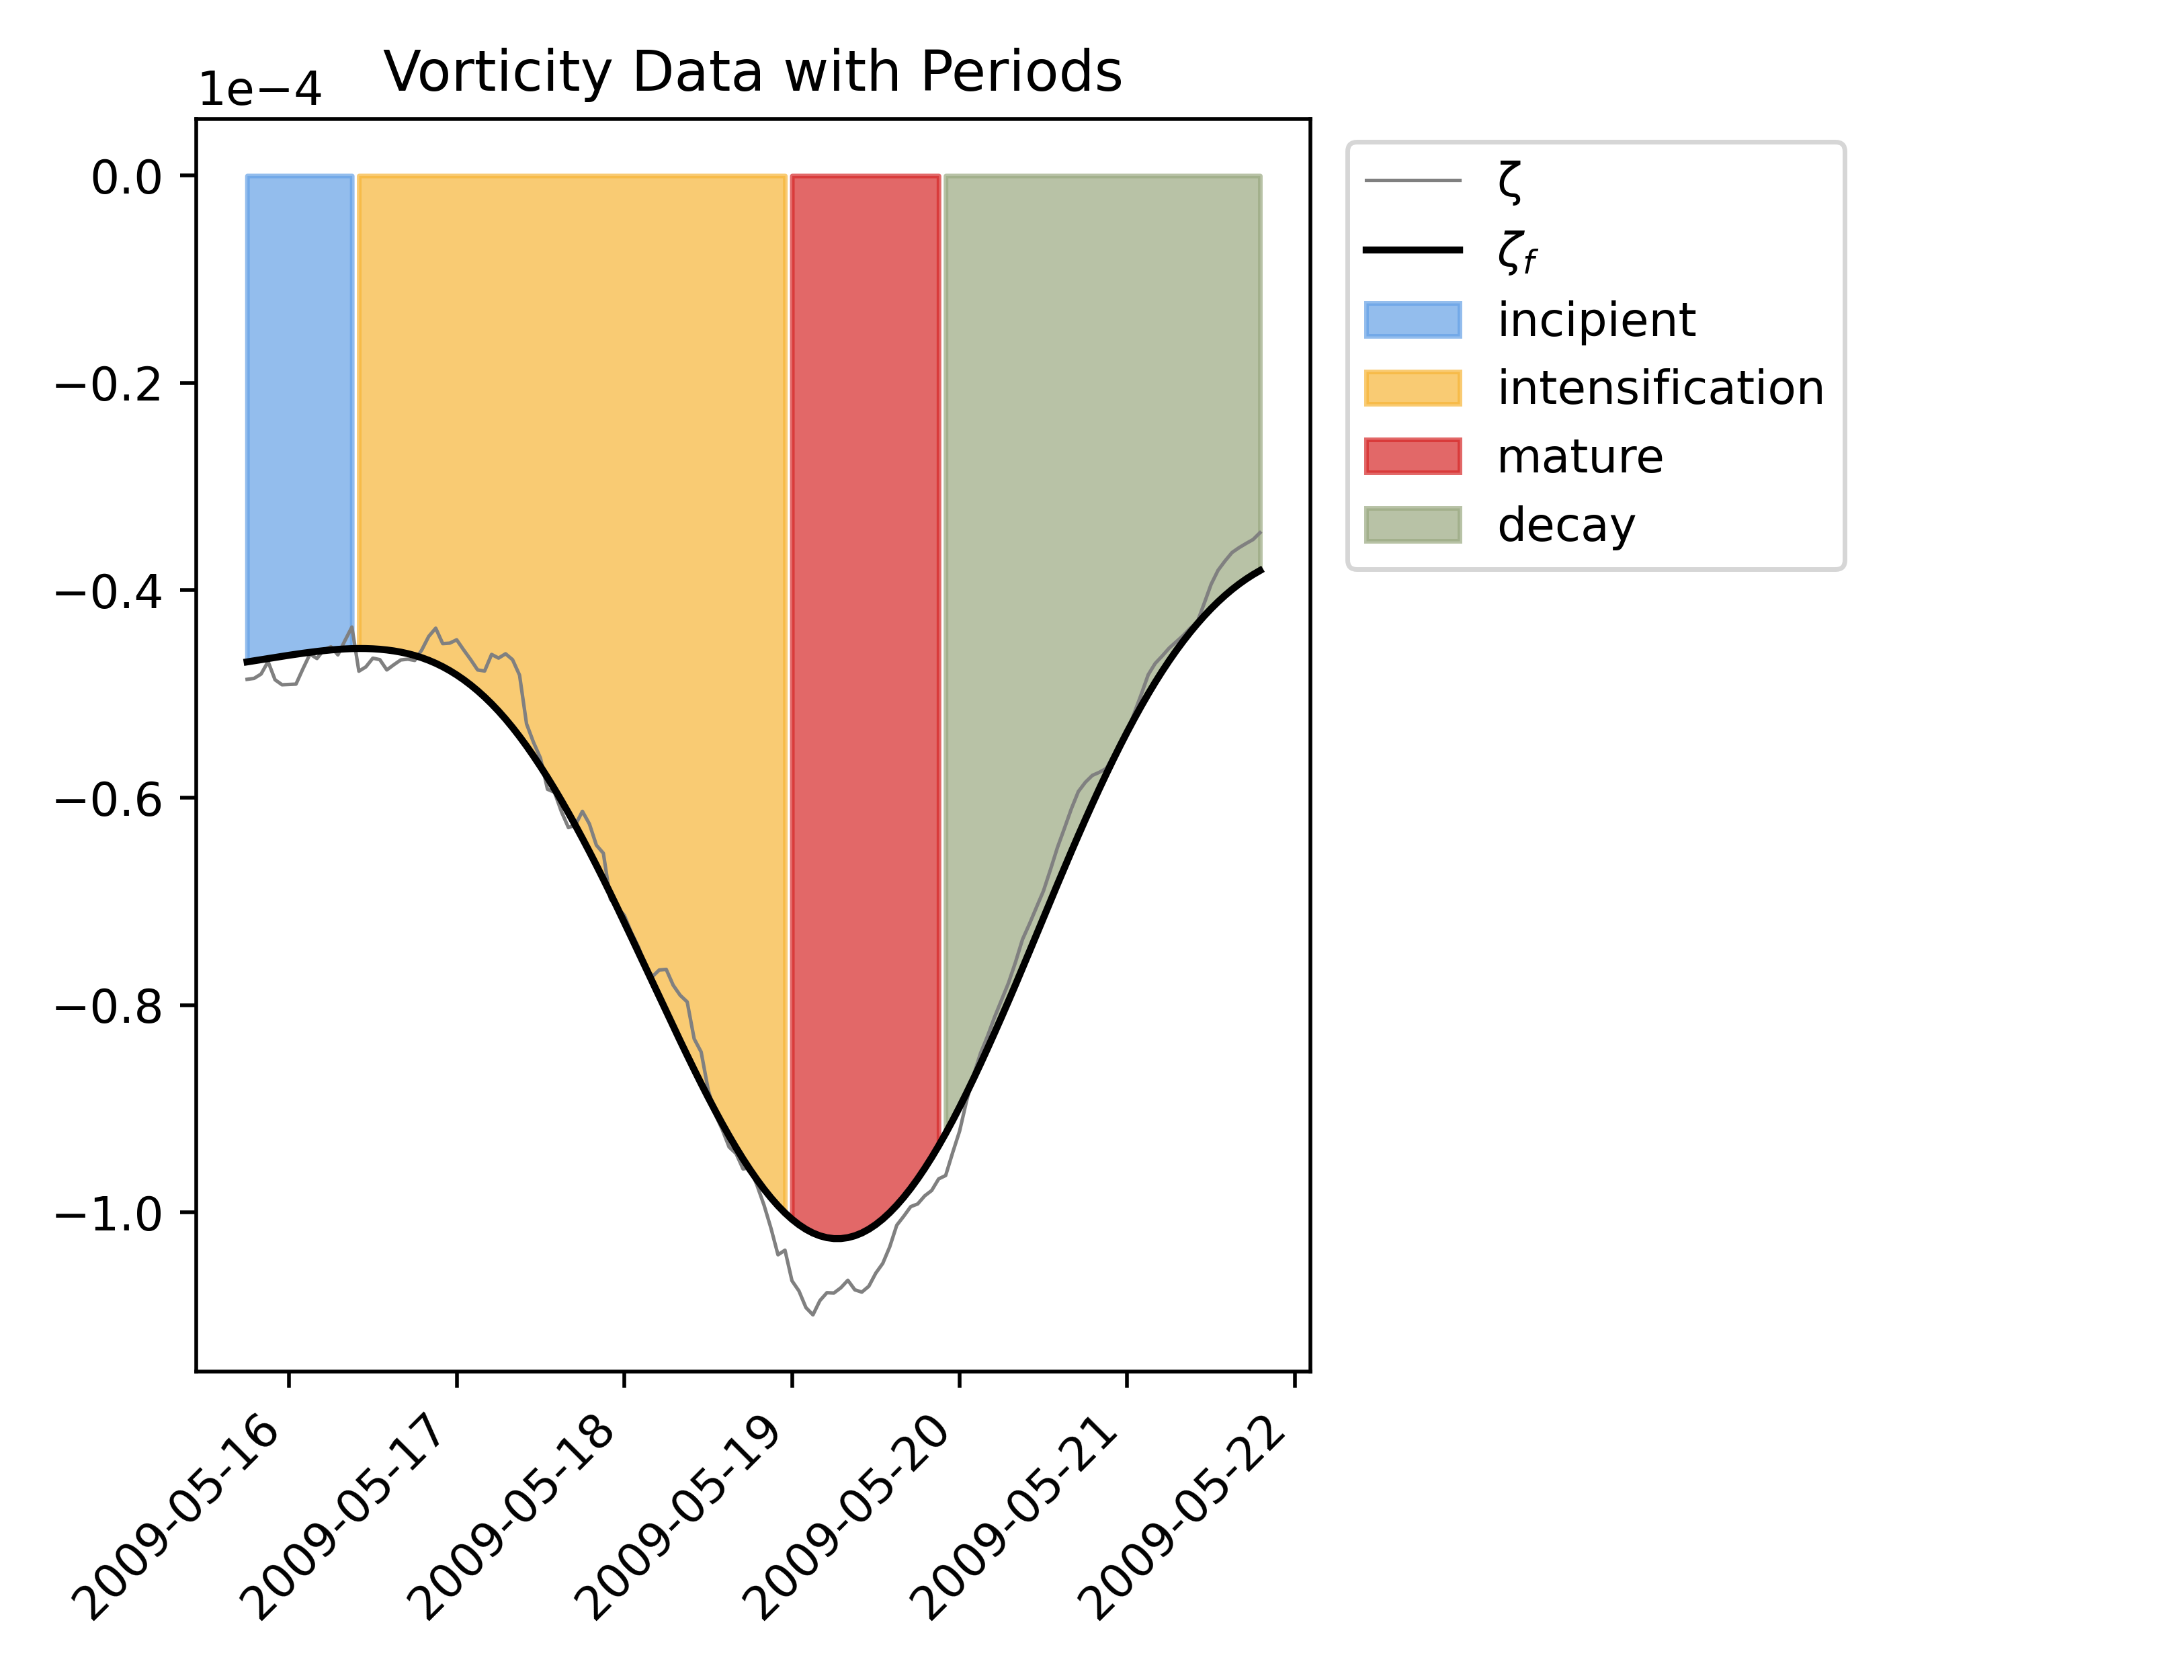 Vorticity Data with Periods
1e−4
0.0
−0.2
−0.4
−0.6
−0.8
−1.0
2009-05-16
2009-05-17
2009-05-18
2009-05-19
2009-05-20
2009-05-21
2009-05-22
ζ
ζf
incipient
intensification
mature
decay